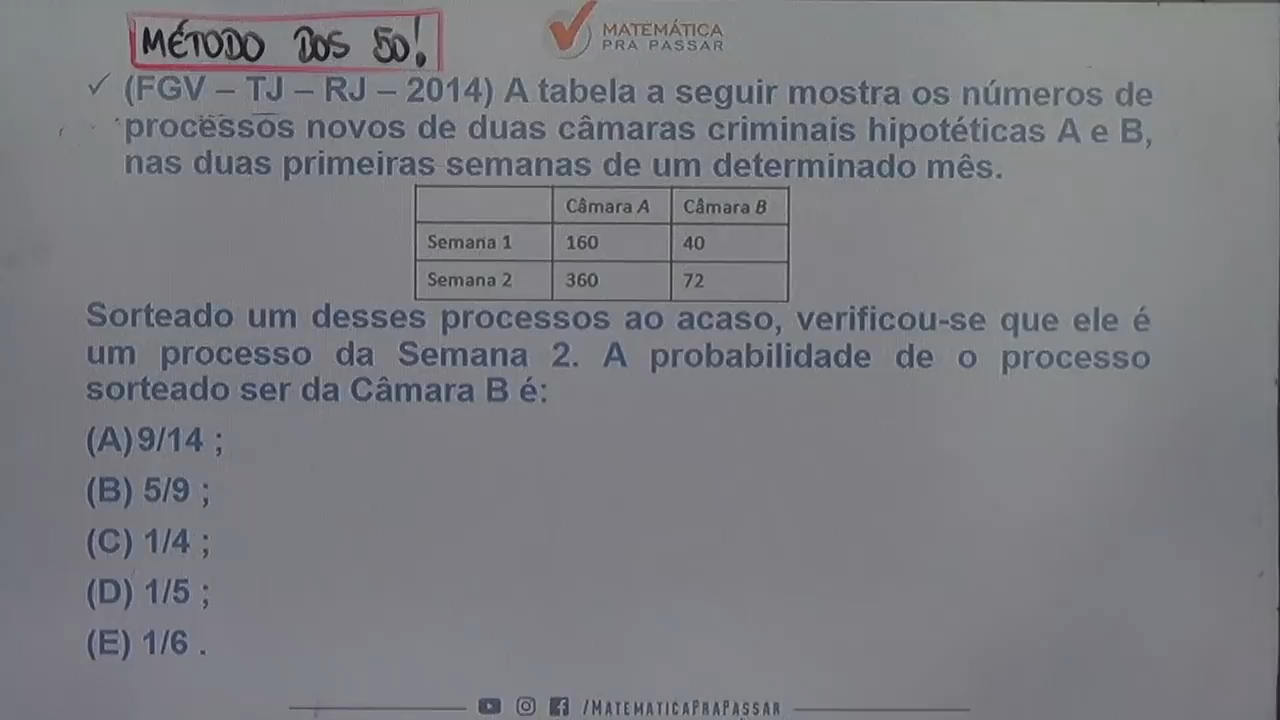 MÉTODO DOS 50!
MATEMÁTICA
PRA PASSAR
(FGV – TJ – RJ – 2014) A tabela a seguir mostra os números de
processos novos de duas câmaras criminais hipotéticas A e B,
nas duas primeiras semanas de um determinado mês.
Câmara A Câmara B
Semana 1 160 40
Semana 2 360 72
Sorteado um desses processos ao acaso, verificou-se que ele é
um processo da Semana 2. A probabilidade de o processo
sorteado ser da Câmara B é:
(A) 9/14 ;
(B) 5/9 ;
(C) 1/4 ;
(D) 1/5 ;
(E) 1/6 .
/MATEMATICAPRAPASSAR